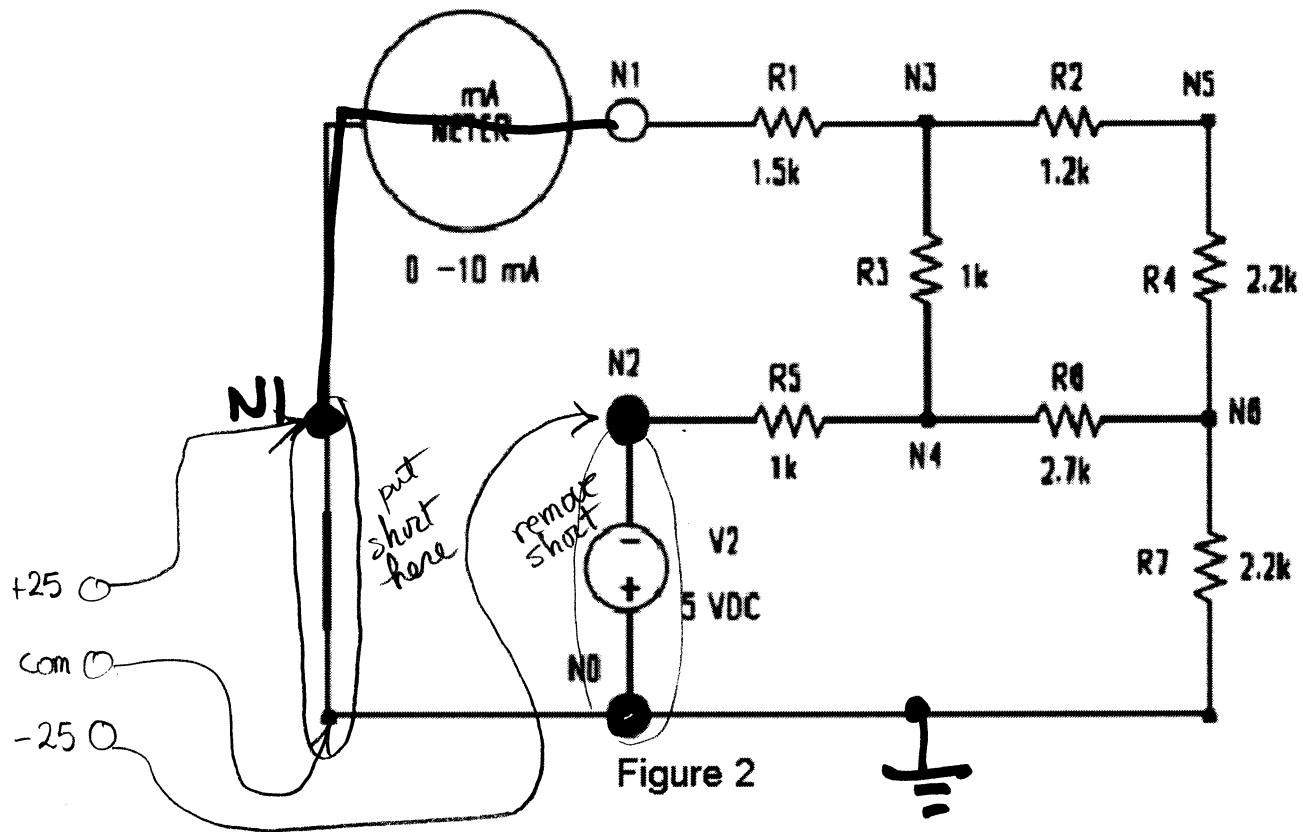 mA
METER
0 -10 mA
N1
R1
1.5k
N3
R2
1.2k
N5
R3
1k
R4
2.2k
N1
N2
R5
1k
N4
R6
2.7k
N6
put
short
here
remove
short
V2
5 VDC
R7
2.2k
+25
com
-25
N0
Figure 2